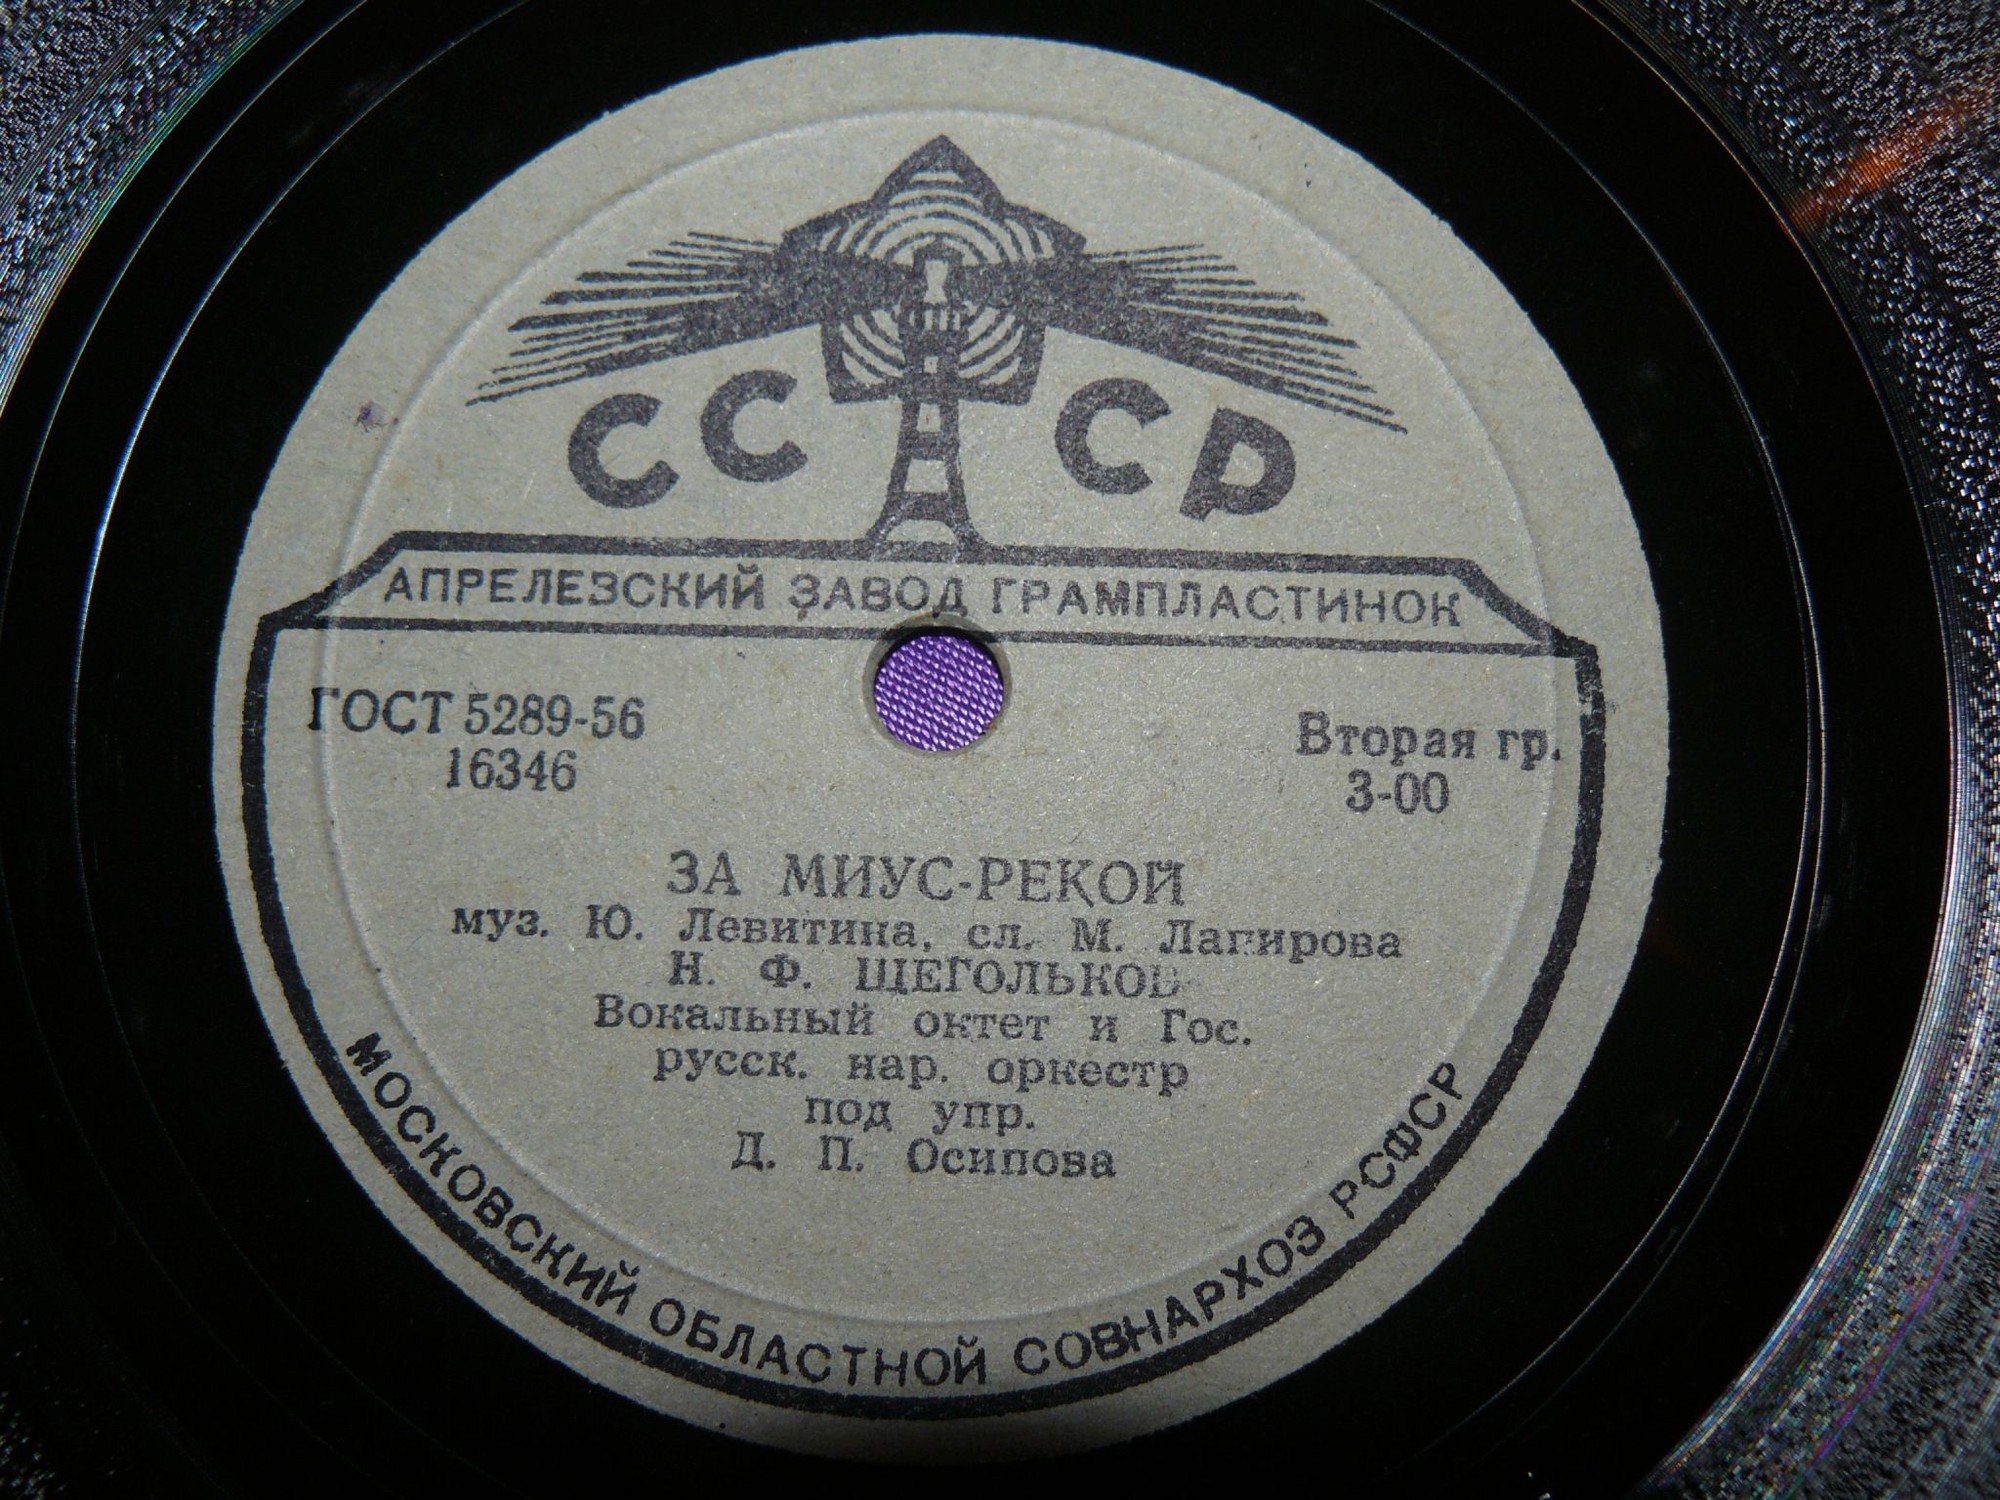 СССР
АПРЕЛЕВСКИЙ ЗАВОД ГРАМПЛАСТИНОК
ГОСТ 5289-56
16346
Вторая гр.
3-00
ЗА МИУС-РЕКОЙ
муз. Ю. Левитина, сл. М. Лапирова
Н. Ф. ЩЕГОЛЬКОВ
Вокальный октет и Гос.
русск. нар. оркестр
под упр.
Д. П. Осипова
МОСКОВСКИЙ ОБЛАСТНОЙ СОВНАРХОЗ РСФСР